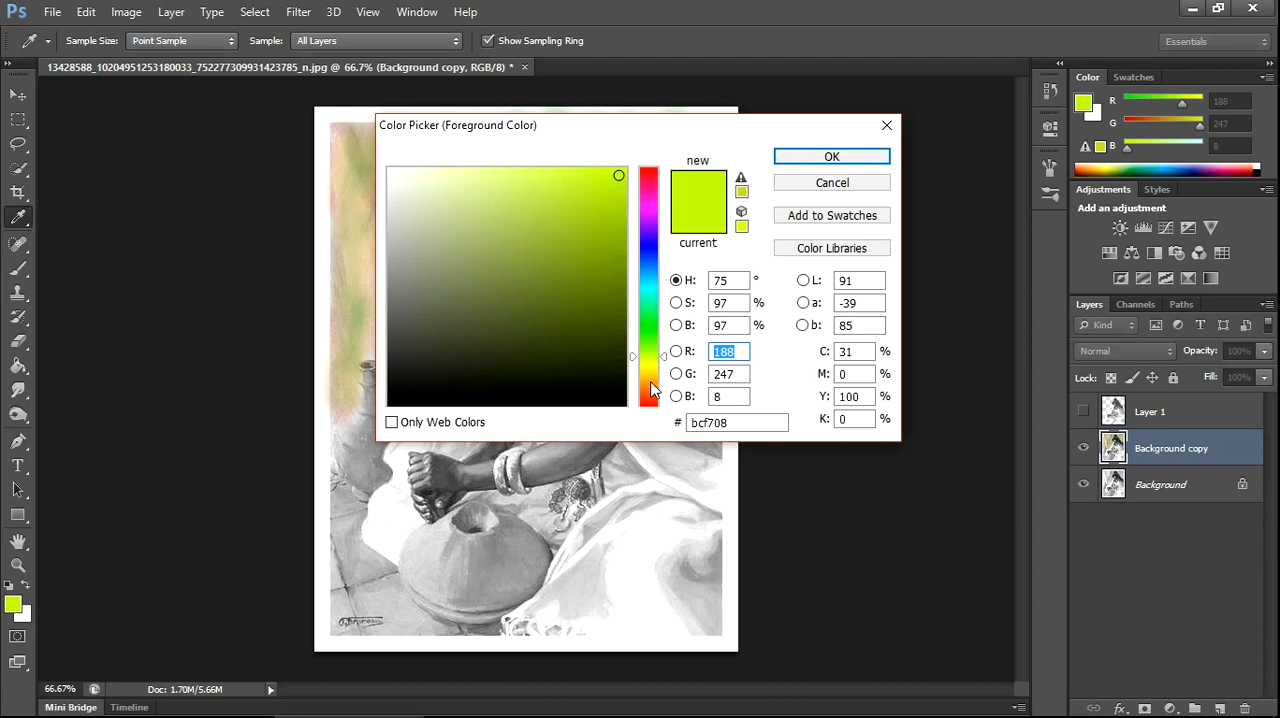 Ps File Edit Image Layer Type Select Filter 3D View Window Help
Sample Size: Point Sample Sample: All Layers Show Sampling Ring Essentials
13428588_10204951253180033_752277309931423785_n.jpg @ 66.7% (Background copy, RGB/8) *
Color Swatches
R 188
G 247
B 8
Color Picker (Foreground Color)
new
current
OK
Cancel
Add to Swatches
Color Libraries
H: 75 °
S: 97 %
B: 97 %
R: 188
G: 247
B: 8
# bcf708
L: 91
a: -39
b: 85
C: 31 %
M: 0 %
Y: 100 %
K: 0 %
Only Web Colors
Adjustments Styles
Add an adjustment
Layers Channels Paths
Kind
Normal Opacity: 100%
Lock: Fill: 100%
Layer 1
Background copy
Background
66.67% Doc: 1.70M/5.66M
Mini Bridge Timeline